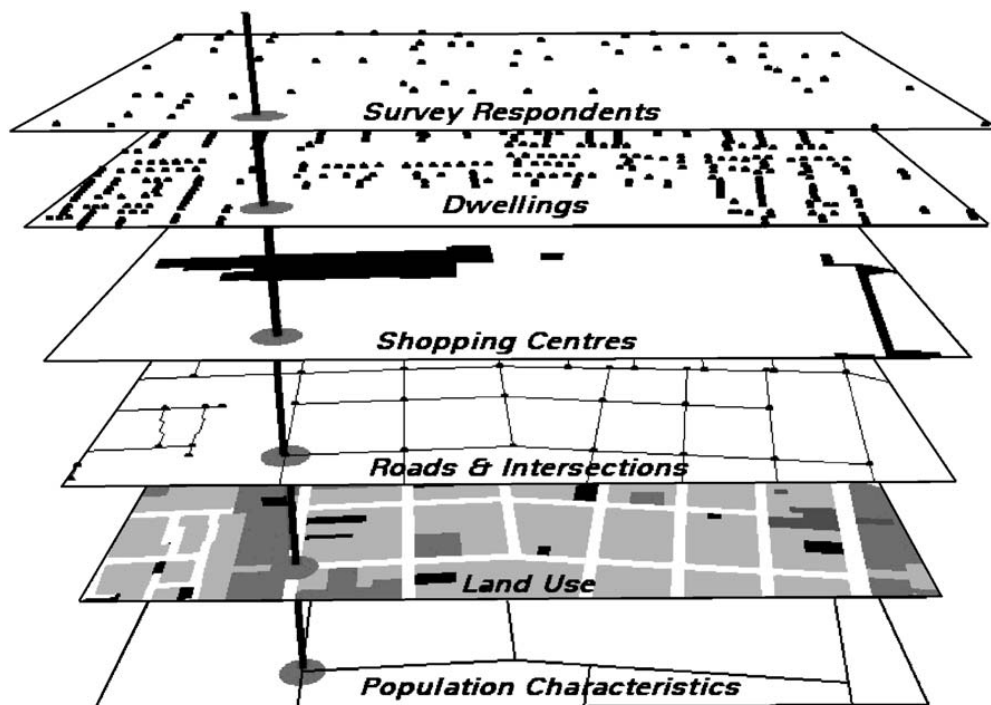 Survey Respondents
Dwellings
Shopping Centres
Roads & Intersections
Land Use
Population Characteristics